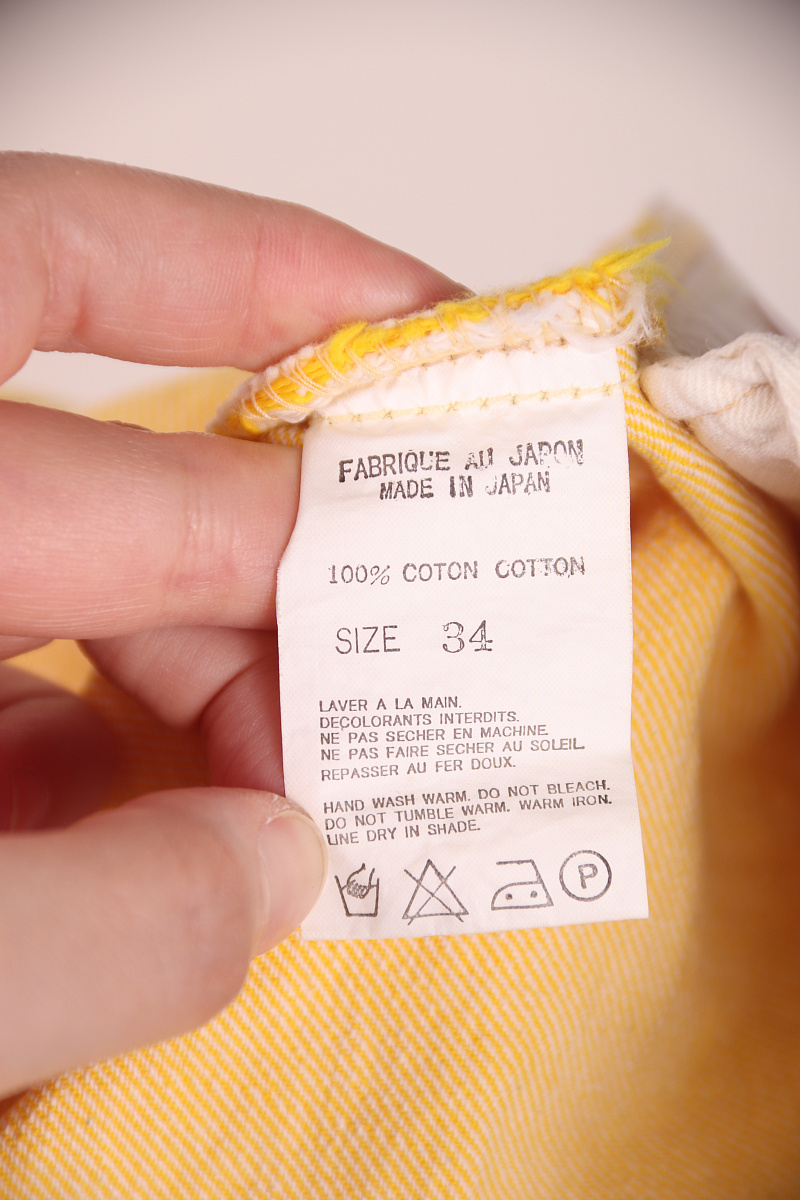 FABRIQUE AU JAPON
MADE IN JAPAN
100% COTON COTTON
SIZE 34
LAVER A LA MAIN.
DECOLORANTS INTERDITS.
NE PAS SECHER EN MACHINE.
NE PAS FAIRE SECHER AU SOLEIL.
REPASSER AU FER DOUX.
HAND WASH WARM. DO NOT BLEACH.
DO NOT TUMBLE WARM. WARM IRON.
LINE DRY IN SHADE.
P